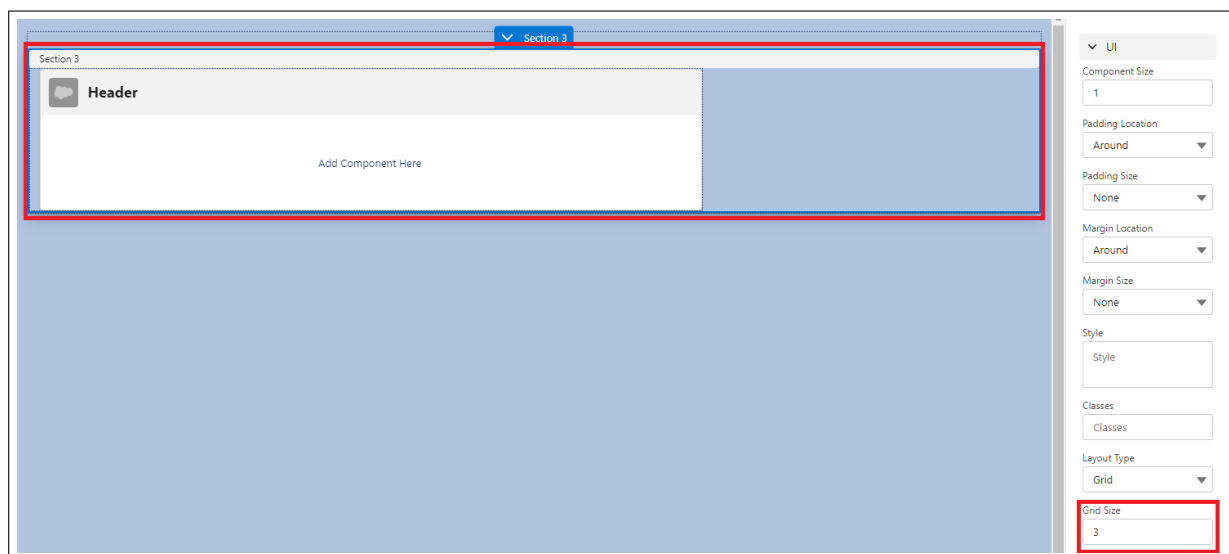 Section 3
Section 3
Header
Add Component Here
UI
Component Size
1
Padding Location
Around
Padding Size
None
Margin Location
Around
Margin Size
None
Style
Style
Classes
Classes
Layout Type
Grid
Grid Size
3